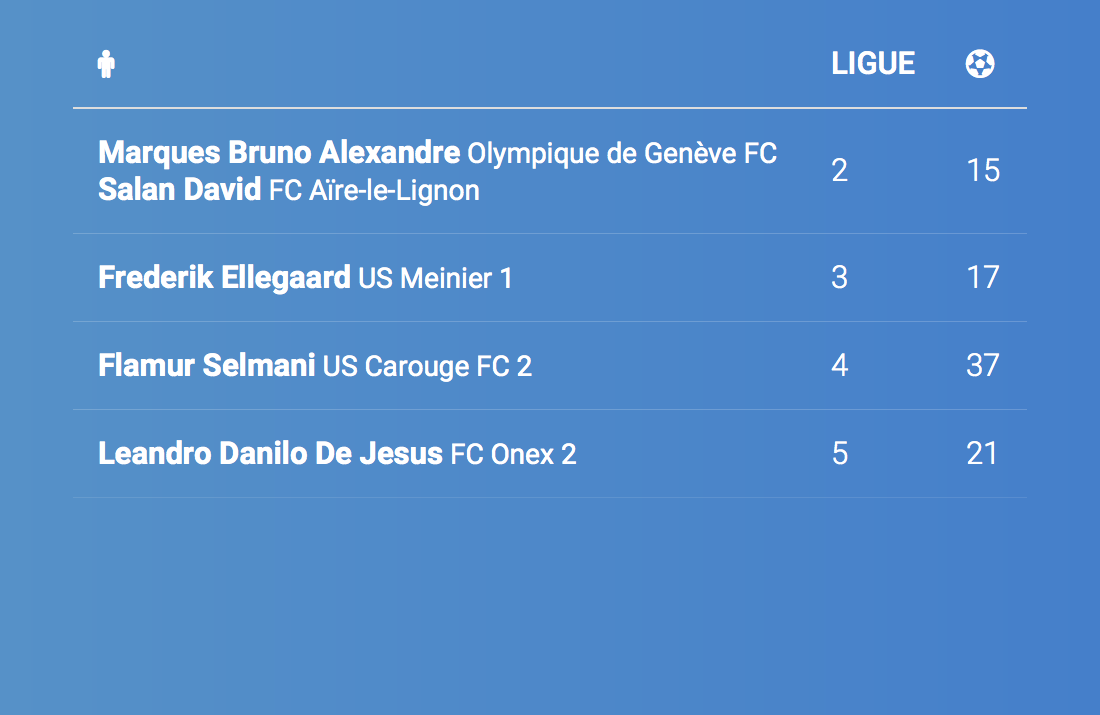 LIGUE
Marques Bruno Alexandre Olympique de Genève FC
Salan David FC Aïre-le-Lignon
2 15
Frederik Ellegaard US Meinier 1 3 17
Flamur Selmani US Carouge FC 2 4 37
Leandro Danilo De Jesus FC Onex 2 5 21